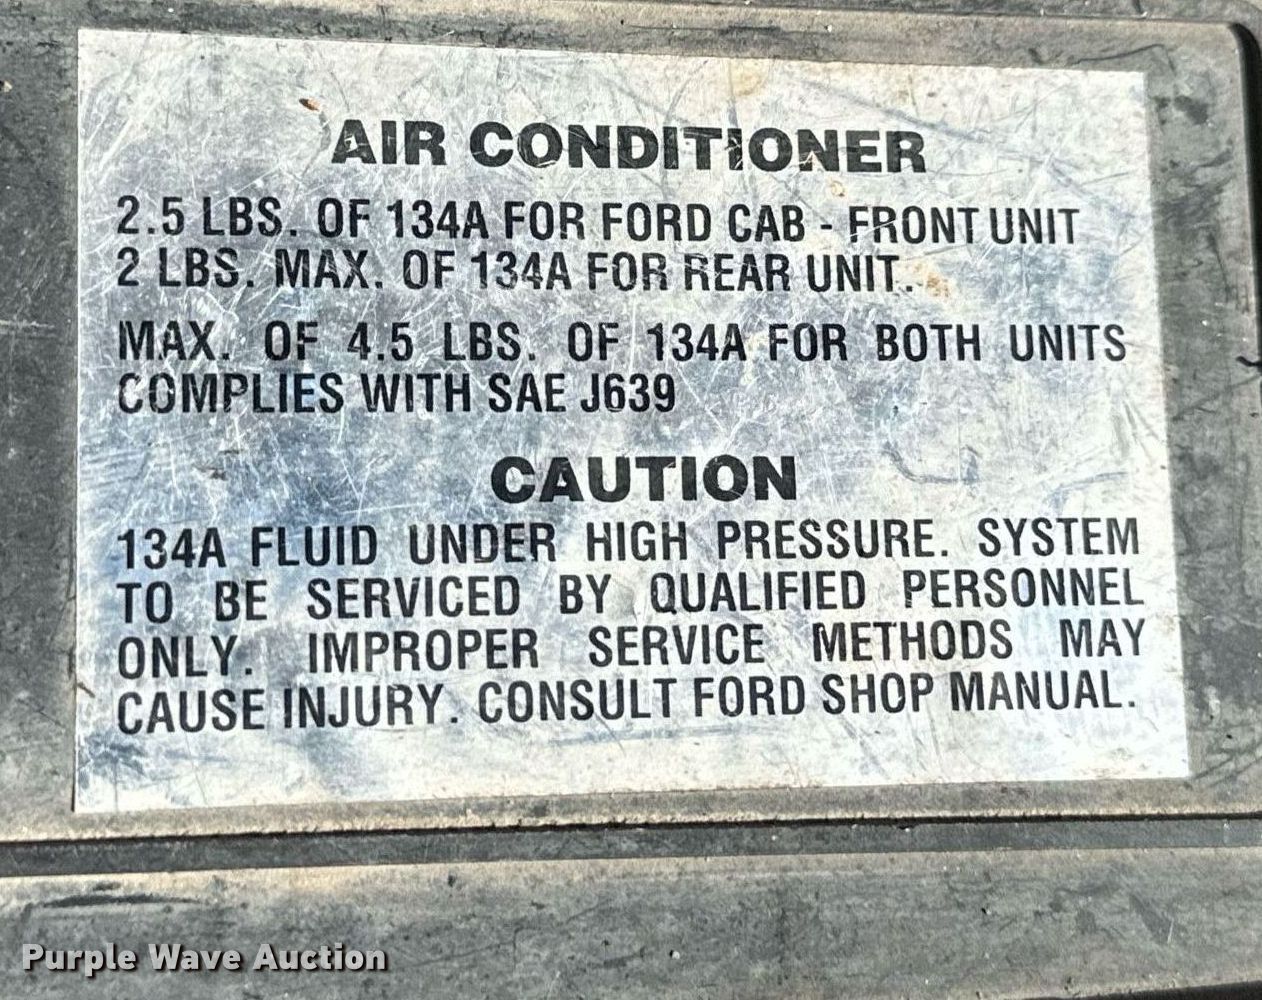 AIR CONDITIONER
2.5 LBS. OF 134A FOR FORD CAB - FRONT UNIT
2 LBS. MAX. OF 134A FOR REAR UNIT.
MAX. OF 4.5 LBS. OF 134A FOR BOTH UNITS
COMPLIES WITH SAE J639
CAUTION
134A FLUID UNDER HIGH PRESSURE. SYSTEM
TO BE SERVICED BY QUALIFIED PERSONNEL
ONLY. IMPROPER SERVICE METHODS MAY
CAUSE INJURY. CONSULT FORD SHOP MANUAL.
Purple Wave Auction